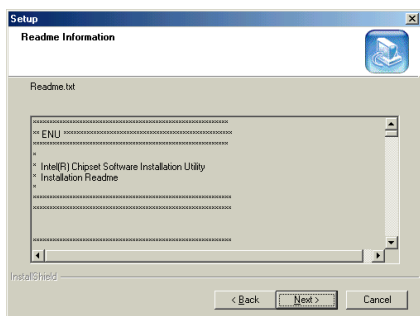 Setup
Readme Information
Readme.txt
**********************************************************
** ENU **************************************************
**********************************************************
*
* Intel(R) Chipset Software Installation Utility
* Installation Readme
*
**********************************************************
**********************************************************
**********************************************************
InstallShield
< Back
Next >
Cancel